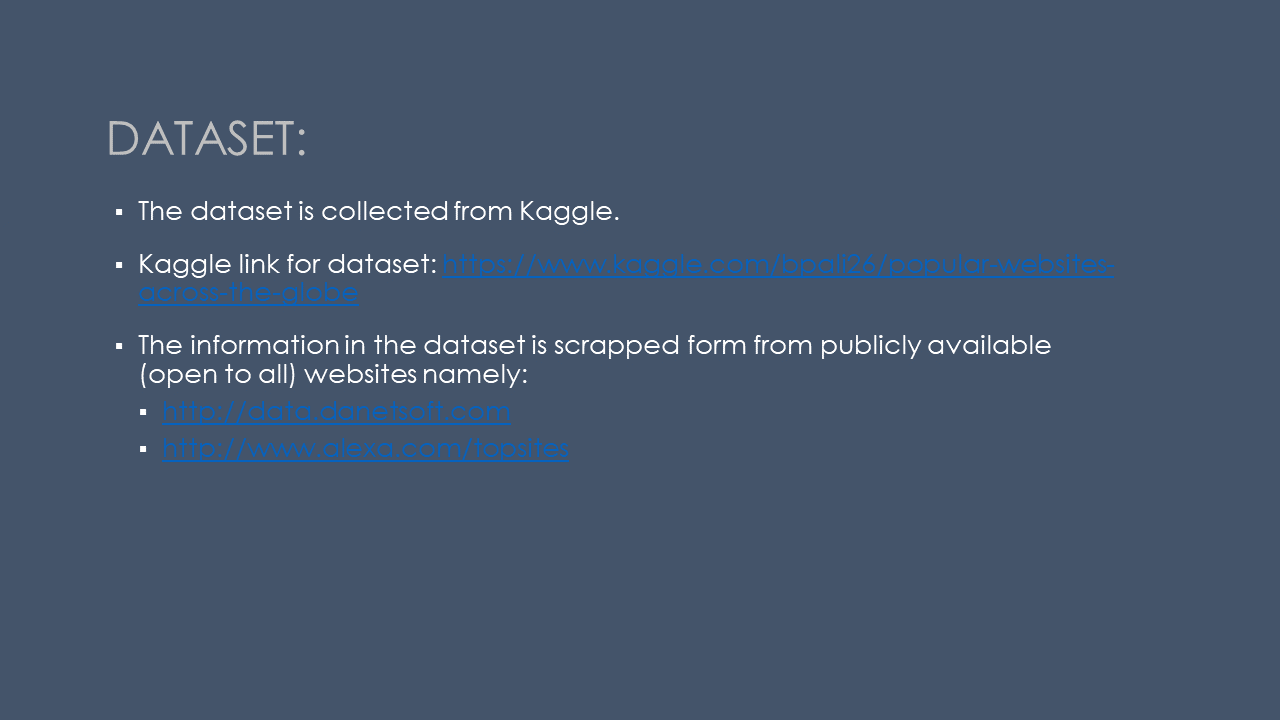 DATASET:
▪ The dataset is collected from Kaggle.
▪ Kaggle link for dataset: https://www.kaggle.com/bpali26/popular-websites-
across-the-globe
▪ The information in the dataset is scrapped form from publicly available
(open to all) websites namely:
▪ http://data.danetsoft.com
▪ http://www.alexa.com/topsites